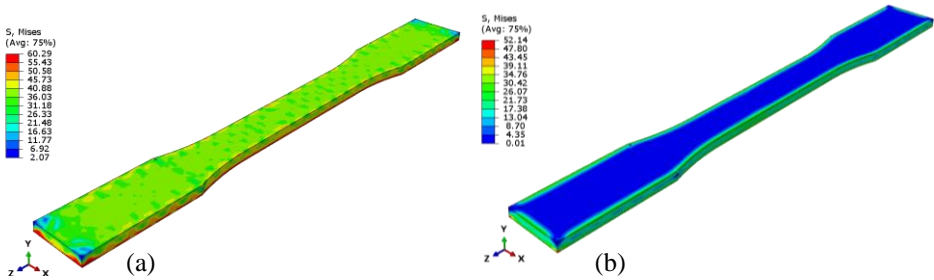 S, Mises
(Avg: 75%)
60.29
55.43
50.58
45.73
40.88
36.03
31.18
26.33
21.48
16.63
11.77
6.92
2.07
Y
Z X
(a)
S, Mises
(Avg: 75%)
52.14
47.80
43.45
39.11
34.76
30.42
26.07
21.73
17.38
13.04
8.70
4.35
0.01
Y
Z X
(b)